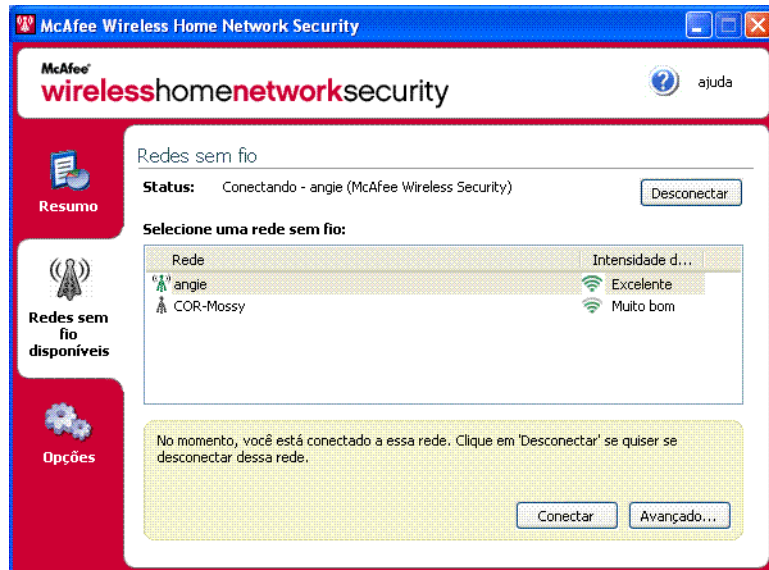 McAfee Wireless Home Network Security
McAfee
wirelesshomenetworksecurity
ajuda
Resumo
Redes sem
fio
disponíveis
Opções
Redes sem fio
Status: Conectando - angie (McAfee Wireless Security)
Desconectar
Selecione uma rede sem fio:
Rede Intensidade d...
angie Excelente
COR-Mossy Muito bom
No momento, você está conectado a essa rede. Clique em 'Desconectar' se quiser se
desconectar dessa rede.
Conectar Avançado...